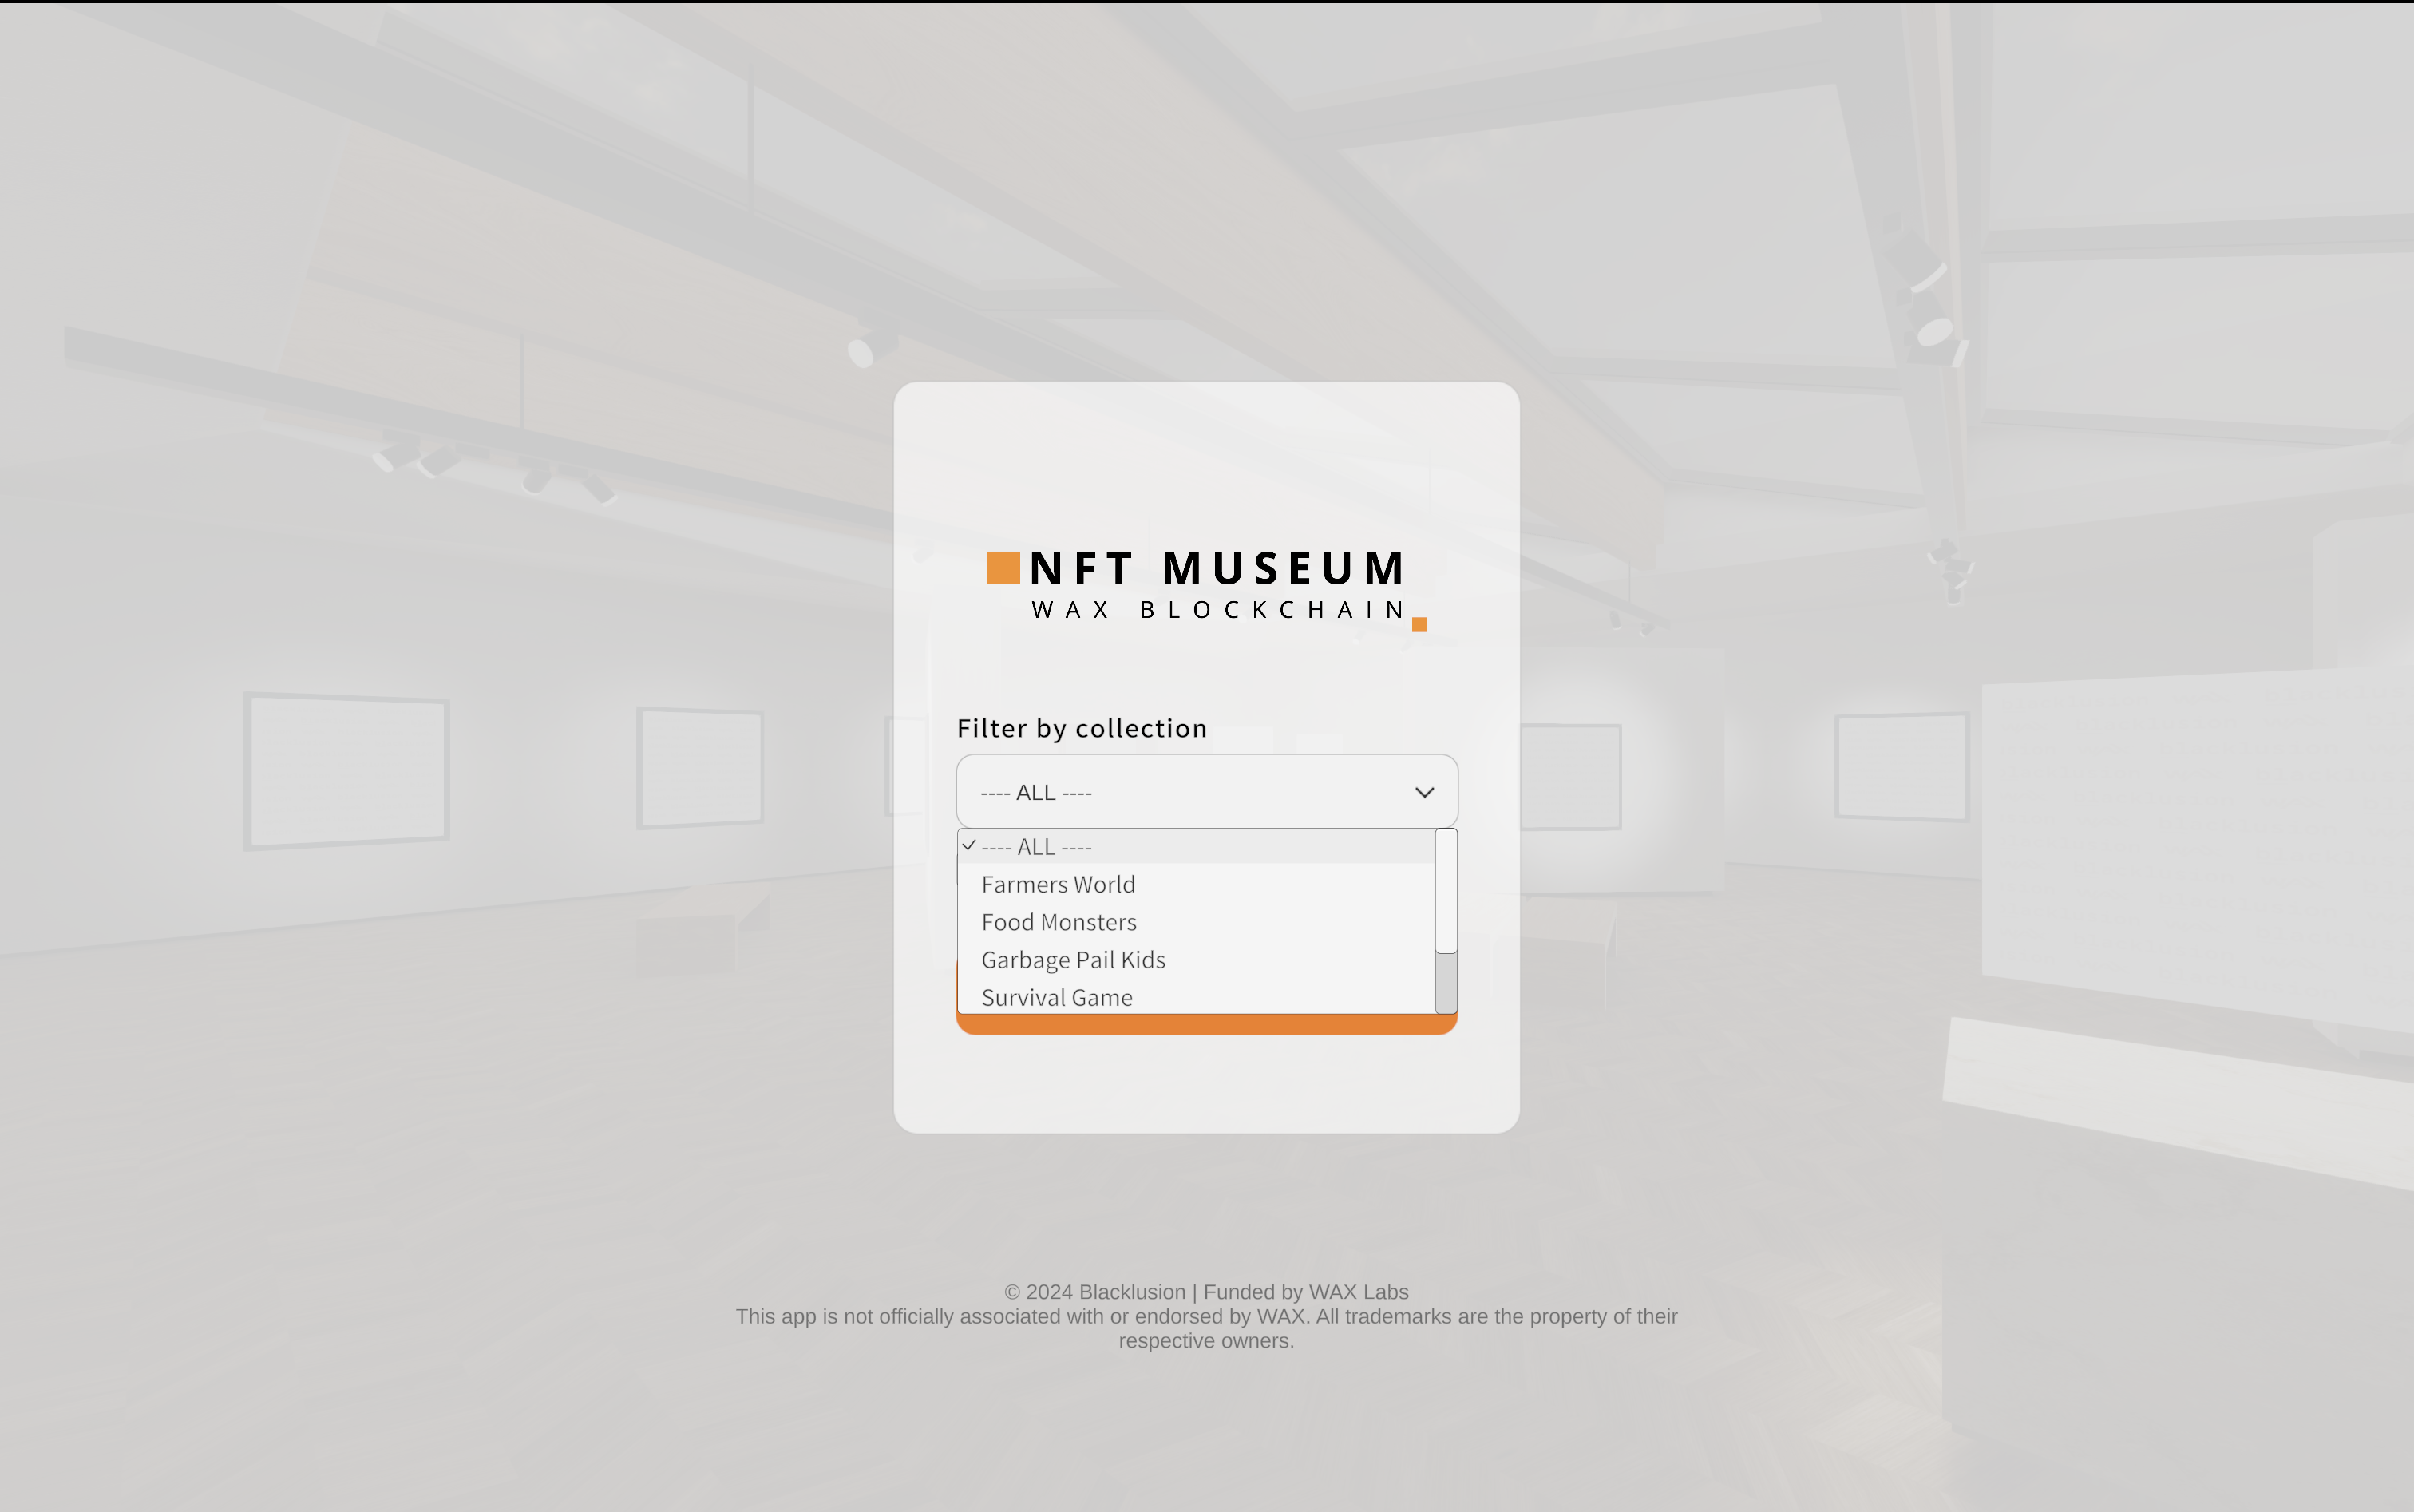 NFT MUSEUM
WAX BLOCKCHAIN
Filter by collection
---- ALL ----
---- ALL ----
Farmers World
Food Monsters
Garbage Pail Kids
Survival Game
© 2024 Blacklusion | Funded by WAX Labs
This app is not officially associated with or endorsed by WAX. All trademarks are the property of their
respective owners.